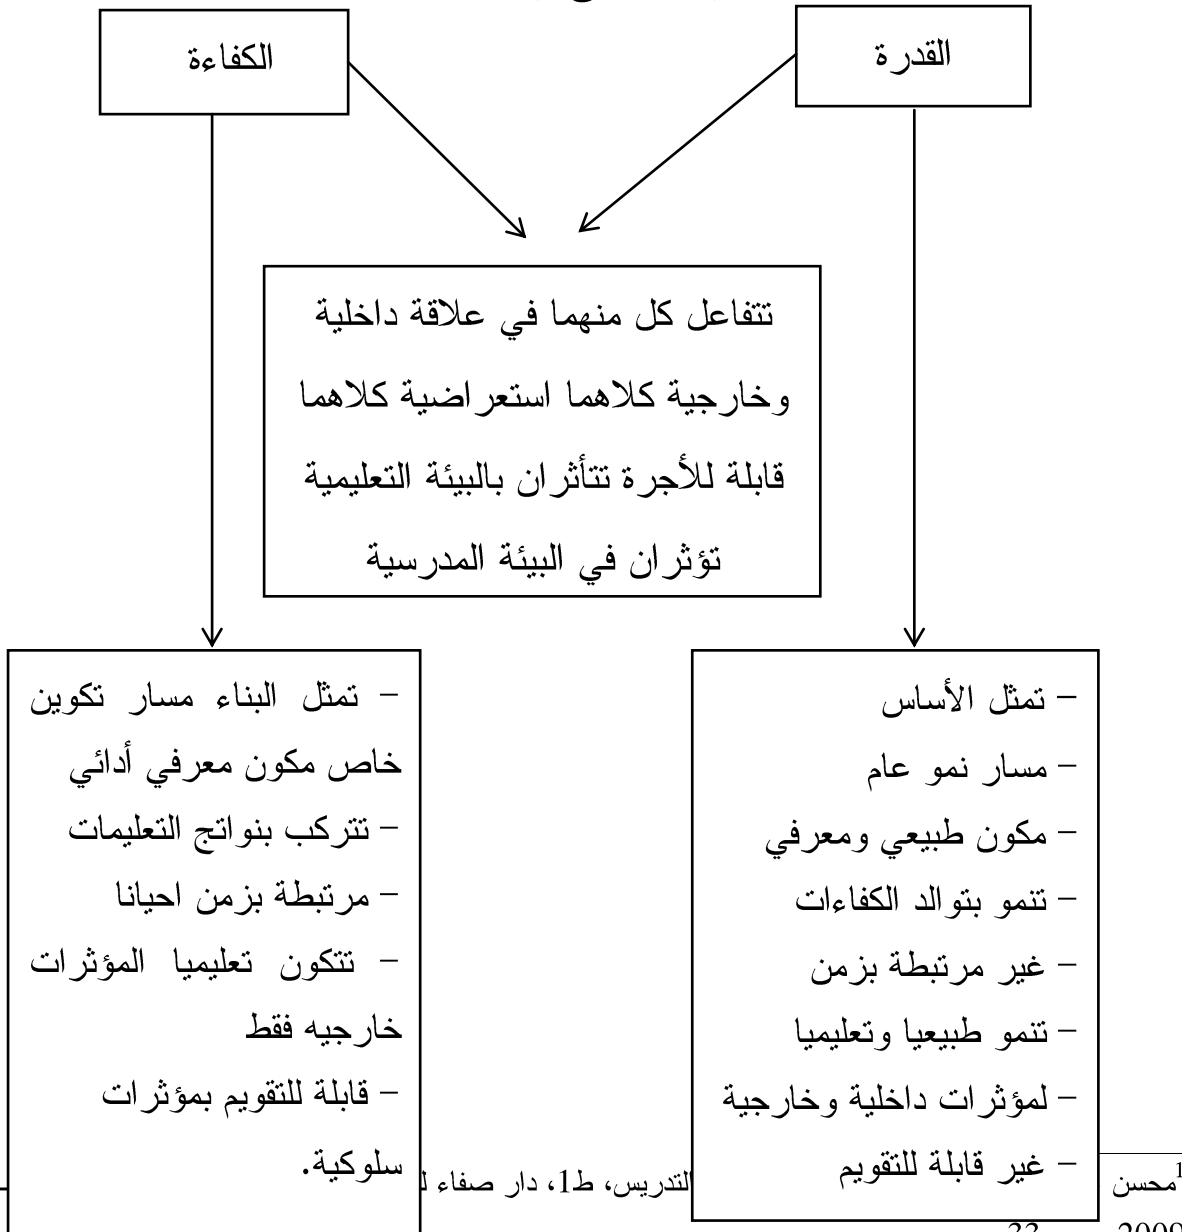 القدرة
الكفاءة
تتفاعل كل منهما في علاقة داخلية
وخارجية كلاهما استعراضية كلاهما
قابلة للأجرة تتأثران بالبيئة التعليمية
تؤثران في البيئة المدرسية
– تمثل الأساس
– مسار نمو عام
– مكون طبيعي ومعرفي
– تنمو بتوالد الكفاءات
– غير مرتبطة بزمن
– تنمو طبيعيا وتعليميا
– لمؤثرات داخلية وخارجية
– غير قابلة للتقويم
– تمثل البناء مسار تكوين
خاص مكون معرفي أدائي
– تتركب بنواتج التعليمات
– مرتبطة بزمن احيانا
– تتكون تعليميا المؤثرات
خارجيه فقط
– قابلة للتقويم بمؤثرات
سلوكية.
1محسن التدريس، ط1، دار صفاء
2009 33